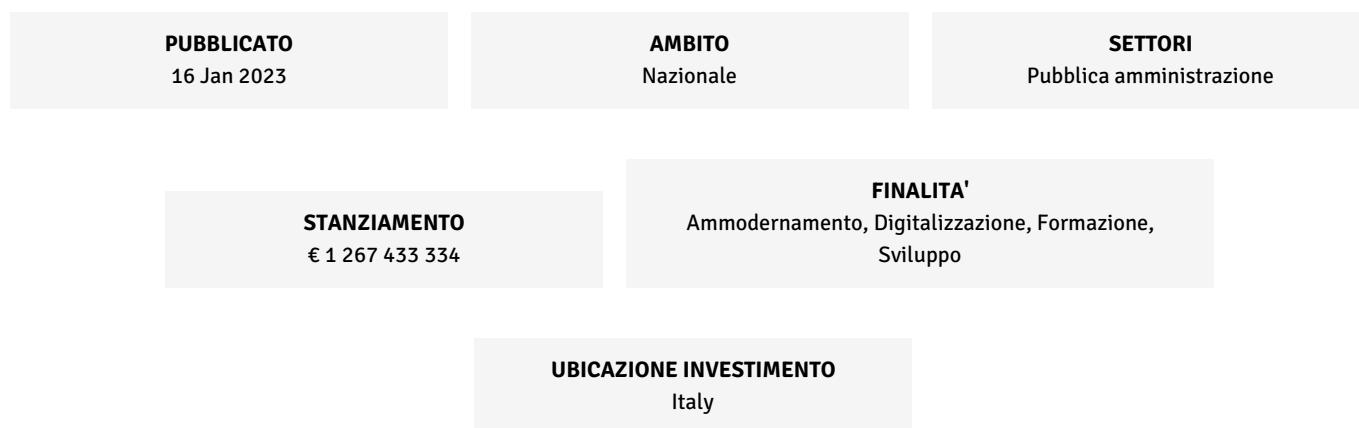 PUBBLICATO
16 Jan 2023
AMBITO
Nazionale
SETTORI
Pubblica amministrazione
STANZIAMENTO
€ 1 267 433 334
FINALITA'
Ammodernamento, Digitalizzazione, Formazione,
Sviluppo
UBICAZIONE INVESTIMENTO
Italy